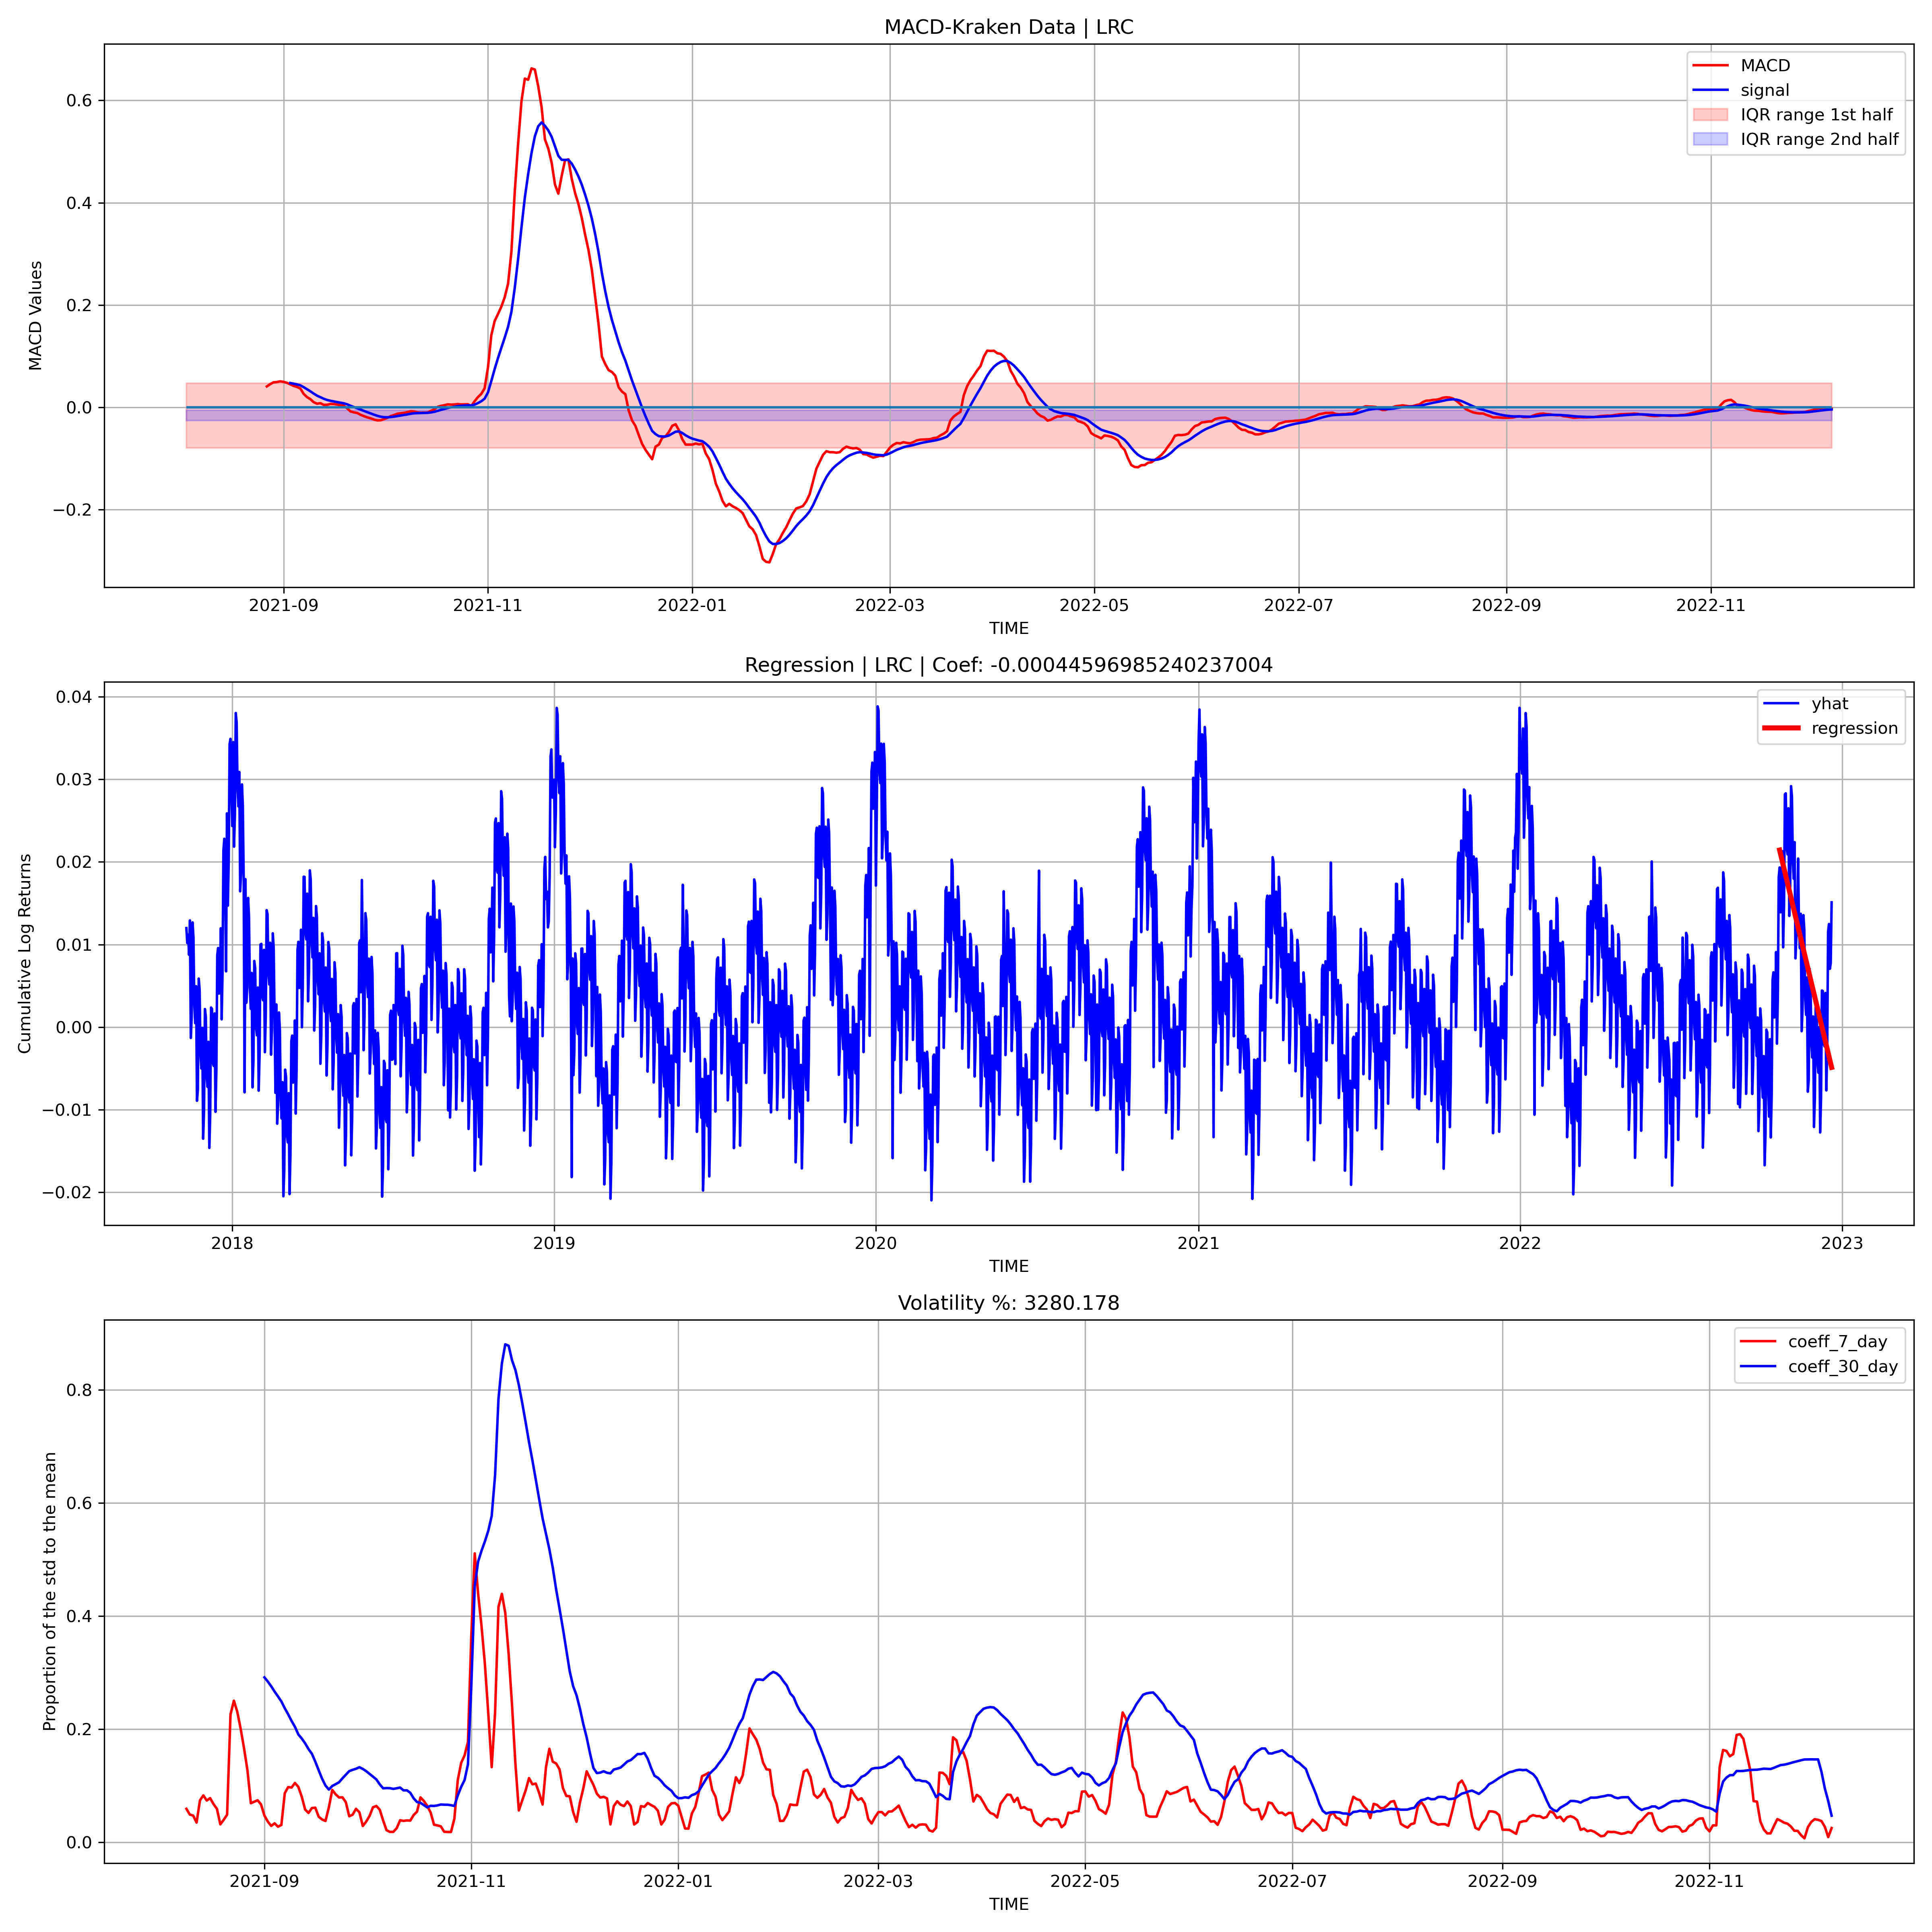 MACD-Kraken Data | LRC
MACD Values
0.6
0.4
0.2
0.0
−0.2
MACD
signal
IQR range 1st half
IQR range 2nd half
2021-09 2021-11 2022-01 2022-03 2022-05 2022-07 2022-09 2022-11
TIME
Regression | LRC | Coef: -0.00044596985240237004
Cumulative Log Returns
0.04
0.03
0.02
0.01
0.00
−0.01
−0.02
yhat
regression
2018 2019 2020 2021 2022 2023
TIME
Volatility %: 3280.178
Proportion of the std to the mean
0.8
0.6
0.4
0.2
0.0
coeff_7_day
coeff_30_day
2021-09 2021-11 2022-01 2022-03 2022-05 2022-07 2022-09 2022-11
TIME